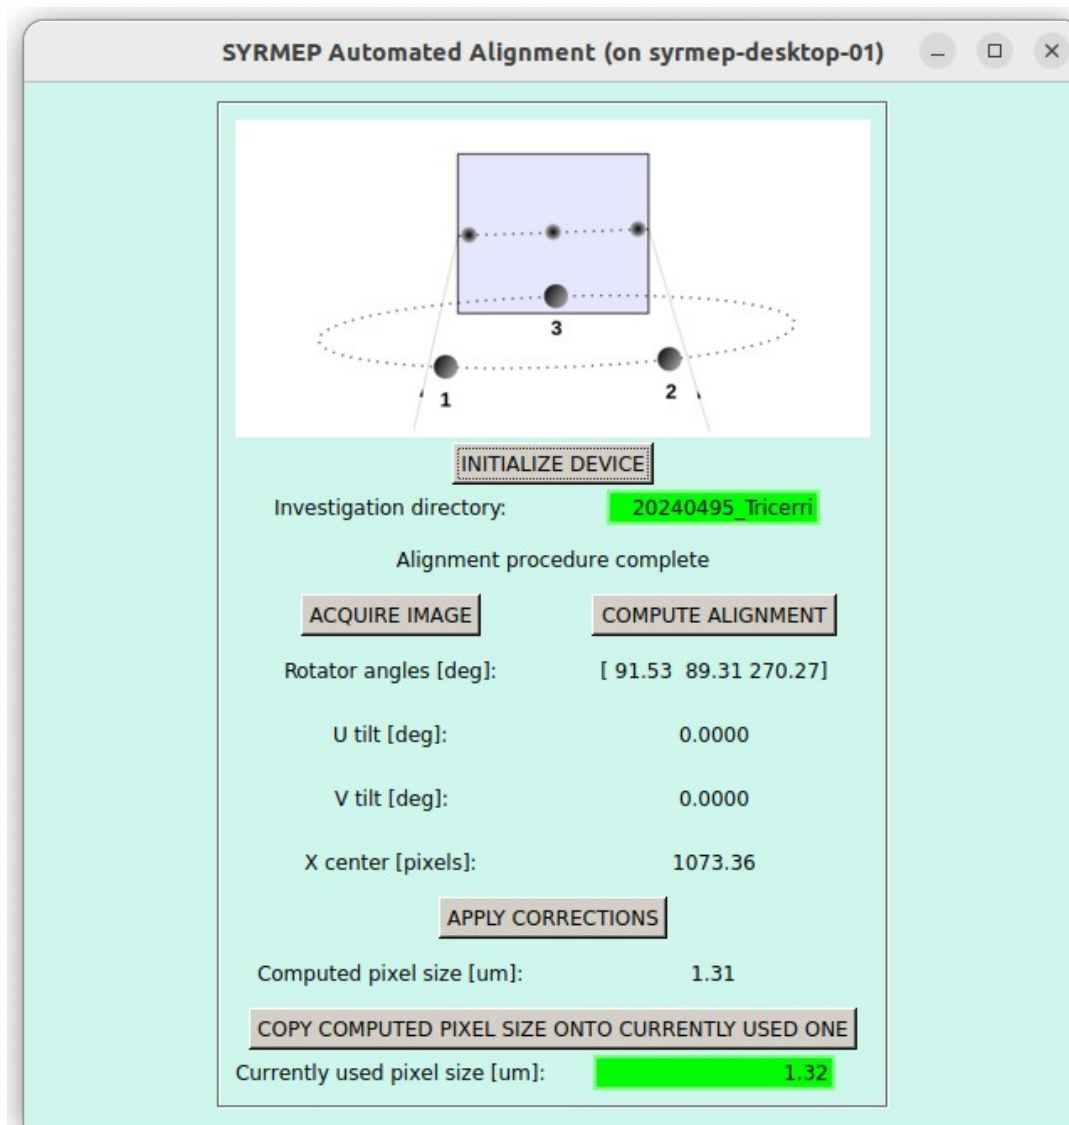 SYRMEP Automated Alignment (on syrmep-desktop-01)
3
1
2
INITIALIZE DEVICE
Investigation directory: 20240495_Tricerri
Alignment procedure complete
ACQUIRE IMAGE COMPUTE ALIGNMENT
Rotator angles [deg]: [ 91.53 89.31 270.27]
U tilt [deg]: 0.0000
V tilt [deg]: 0.0000
X center [pixels]: 1073.36
APPLY CORRECTIONS
Computed pixel size [um]: 1.31
COPY COMPUTED PIXEL SIZE ONTO CURRENTLY USED ONE
Currently used pixel size [um]: 1.32